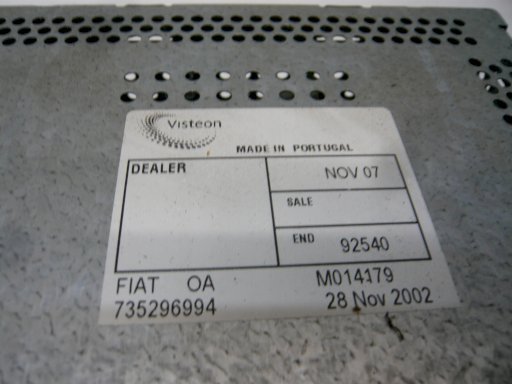 Visteon
MADE IN PORTUGAL
DEALER
NOV 07
SALE
END 92540
FIAT OA M014179
735296994 28 Nov 2002